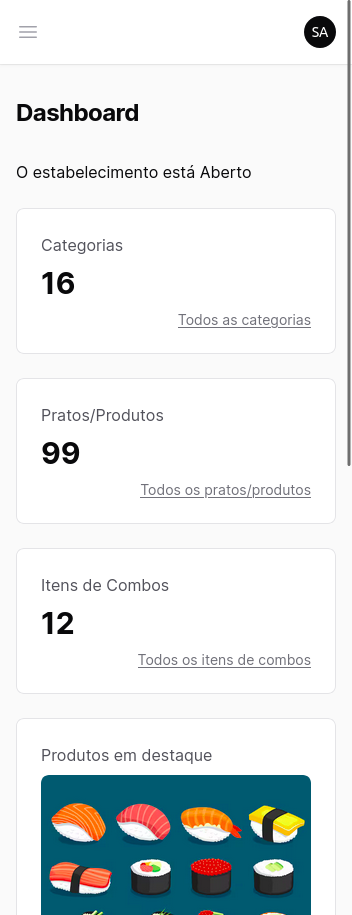 SA
Dashboard
O estabelecimento está Aberto
Categorias
16
Todos as categorias
Pratos/Produtos
99
Todos os pratos/produtos
Itens de Combos
12
Todos os itens de combos
Produtos em destaque